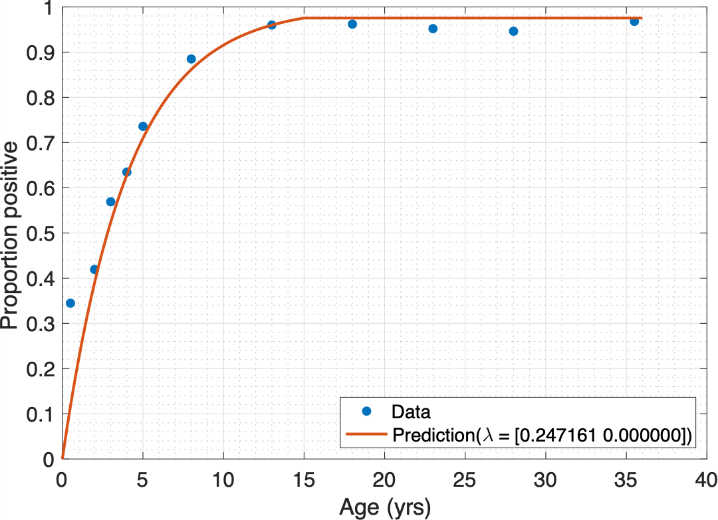 1
0.9
0.8
0.7
0.6
0.5
0.4
0.3
0.2
0.1
0
Proportion positive
Data
Prediction(λ = [0.247161 0.000000])
0 5 10 15 20 25 30 35 40
Age (yrs)